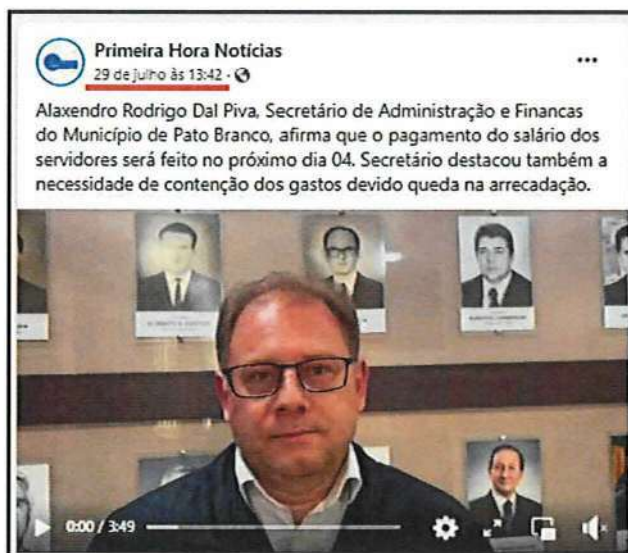 Primeira Hora Notícias
29 de julho às 13:42 ·
Alaxendro Rodrigo Dal Piva, Secretário de Administração e Financas
do Município de Pato Branco, afirma que o pagamento do salário dos
servidores será feito no próximo dia 04. Secretário destacou também a
necessidade de contenção dos gastos devido queda na arrecadação.
0:00 / 3:49